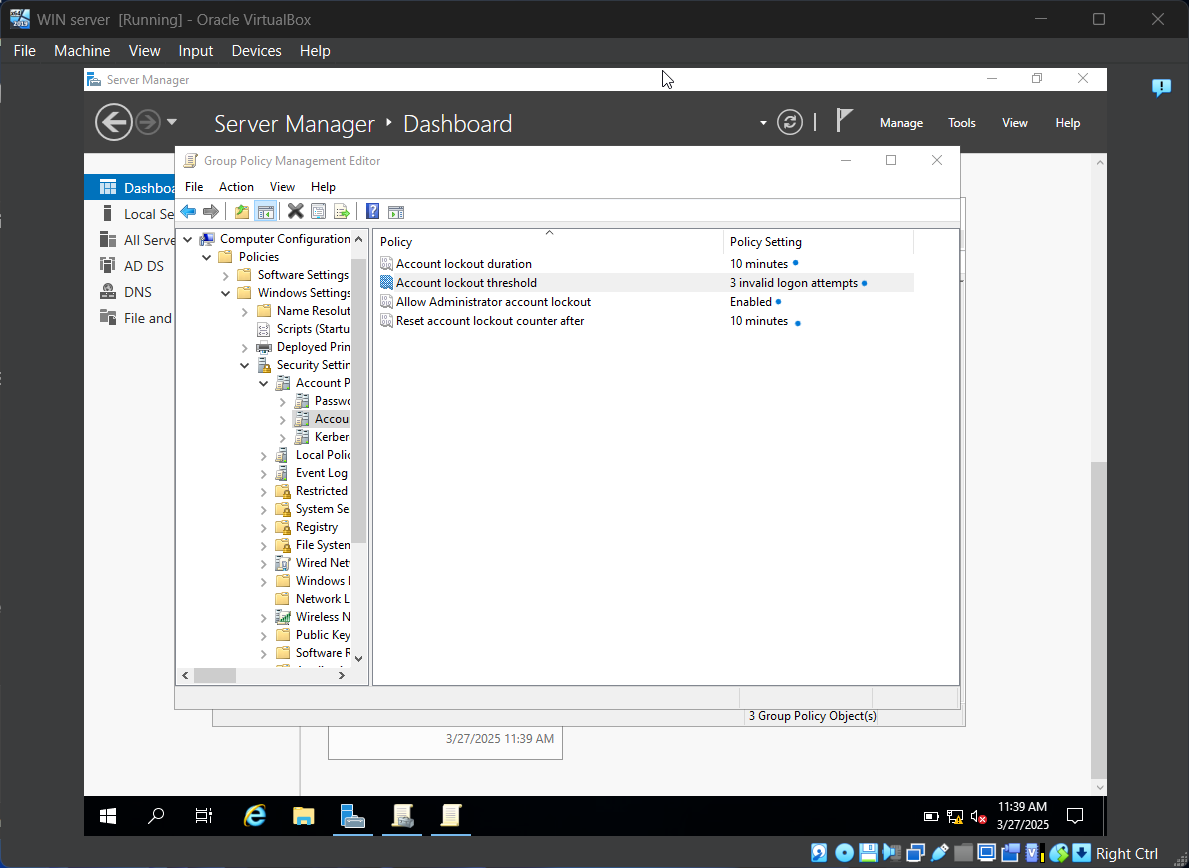 WIN server [Running] - Oracle VirtualBox
File Machine View Input Devices Help
Server Manager
Server Manager Dashboard
Manage Tools View Help
Group Policy Management Editor
File Action View Help
Dashboa
Local Se
All Serve
AD DS
DNS
File and
Computer Configuration
Policies
Software Settings
Windows Settings
Name Resolut
Scripts (Startu
Deployed Prin
Security Settin
Account P
Passwo
Accou
Kerber
Local Polic
Event Log
Restricted
System Se
Registry
File System
Wired Net
Windows
Network L
Wireless N
Public Key
Software R
Policy Policy Setting
Account lockout duration 10 minutes
Account lockout threshold 3 invalid logon attempts
Allow Administrator account lockout Enabled
Reset account lockout counter after 10 minutes
3 Group Policy Object(s)
3/27/2025 11:39 AM
11:39 AM
3/27/2025
Right Ctrl